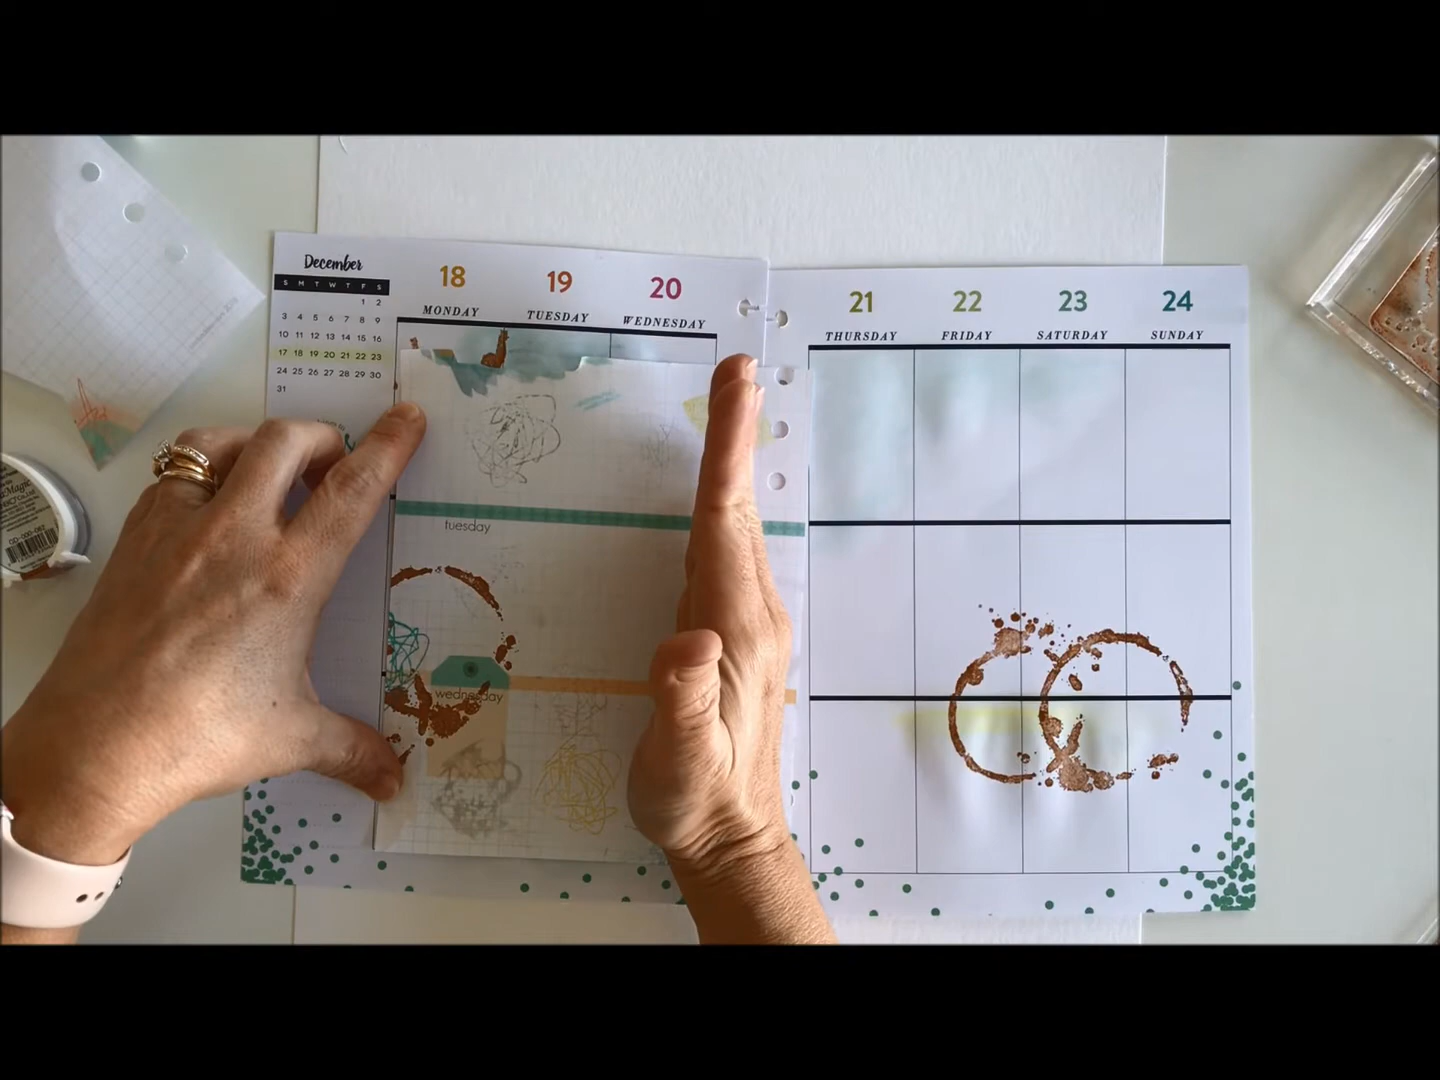 December
S M T W T F S
1 2
3 4 5 6 7 8 9
10 11 12 13 14 15 16
17 18 19 20 21 22 23
24 25 26 27 28 29 30
31
18 19 20
MONDAY TUESDAY WEDNESDAY
21 22 23 24
THURSDAY FRIDAY SATURDAY SUNDAY
tuesday
wednesday